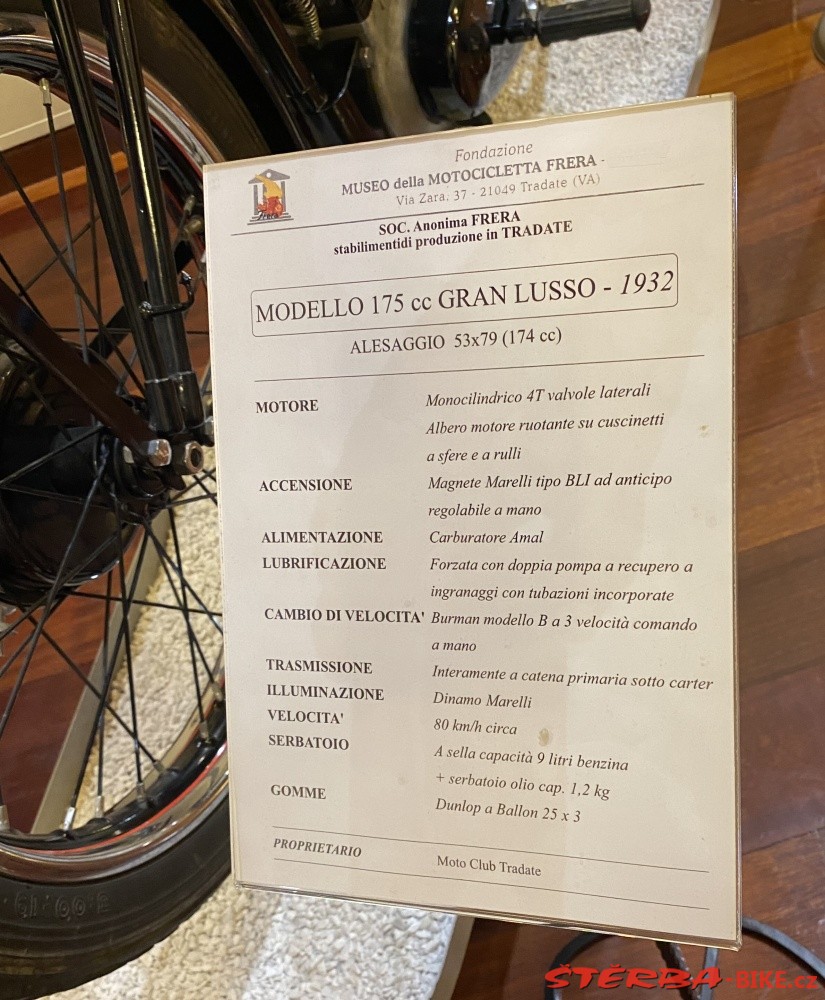 Fondazione
MUSEO della MOTOCICLETTA FRERA -
Via Zara, 37 - 21049 Tradate (VA)
Frera
SOC. Anonima FRERA
stabilimentidi produzione in TRADATE
MODELLO 175 cc GRAN LUSSO - 1932
ALESAGGIO 53x79 (174 cc)
MOTORE Monocilindrico 4T valvole laterali
Albero motore ruotante su cuscinetti
a sfere e a rulli
ACCENSIONE Magnete Marelli tipo BLI ad anticipo
regolabile a mano
ALIMENTAZIONE Carburatore Amal
LUBRIFICAZIONE Forzata con doppia pompa a recupero a
ingranaggi con tubazioni incorporate
CAMBIO DI VELOCITA' Burman modello B a 3 velocità comando
a mano
TRASMISSIONE Interamente a catena primaria sotto carter
ILLUMINAZIONE Dinamo Marelli
VELOCITA' 80 km/h circa
SERBATOIO A sella capacità 9 litri benzina
+ serbatoio olio cap. 1,2 kg
GOMME Dunlop a Ballon 25 x 3
PROPRIETARIO Moto Club Tradate
ŠTĚRBA-BIKE.cz